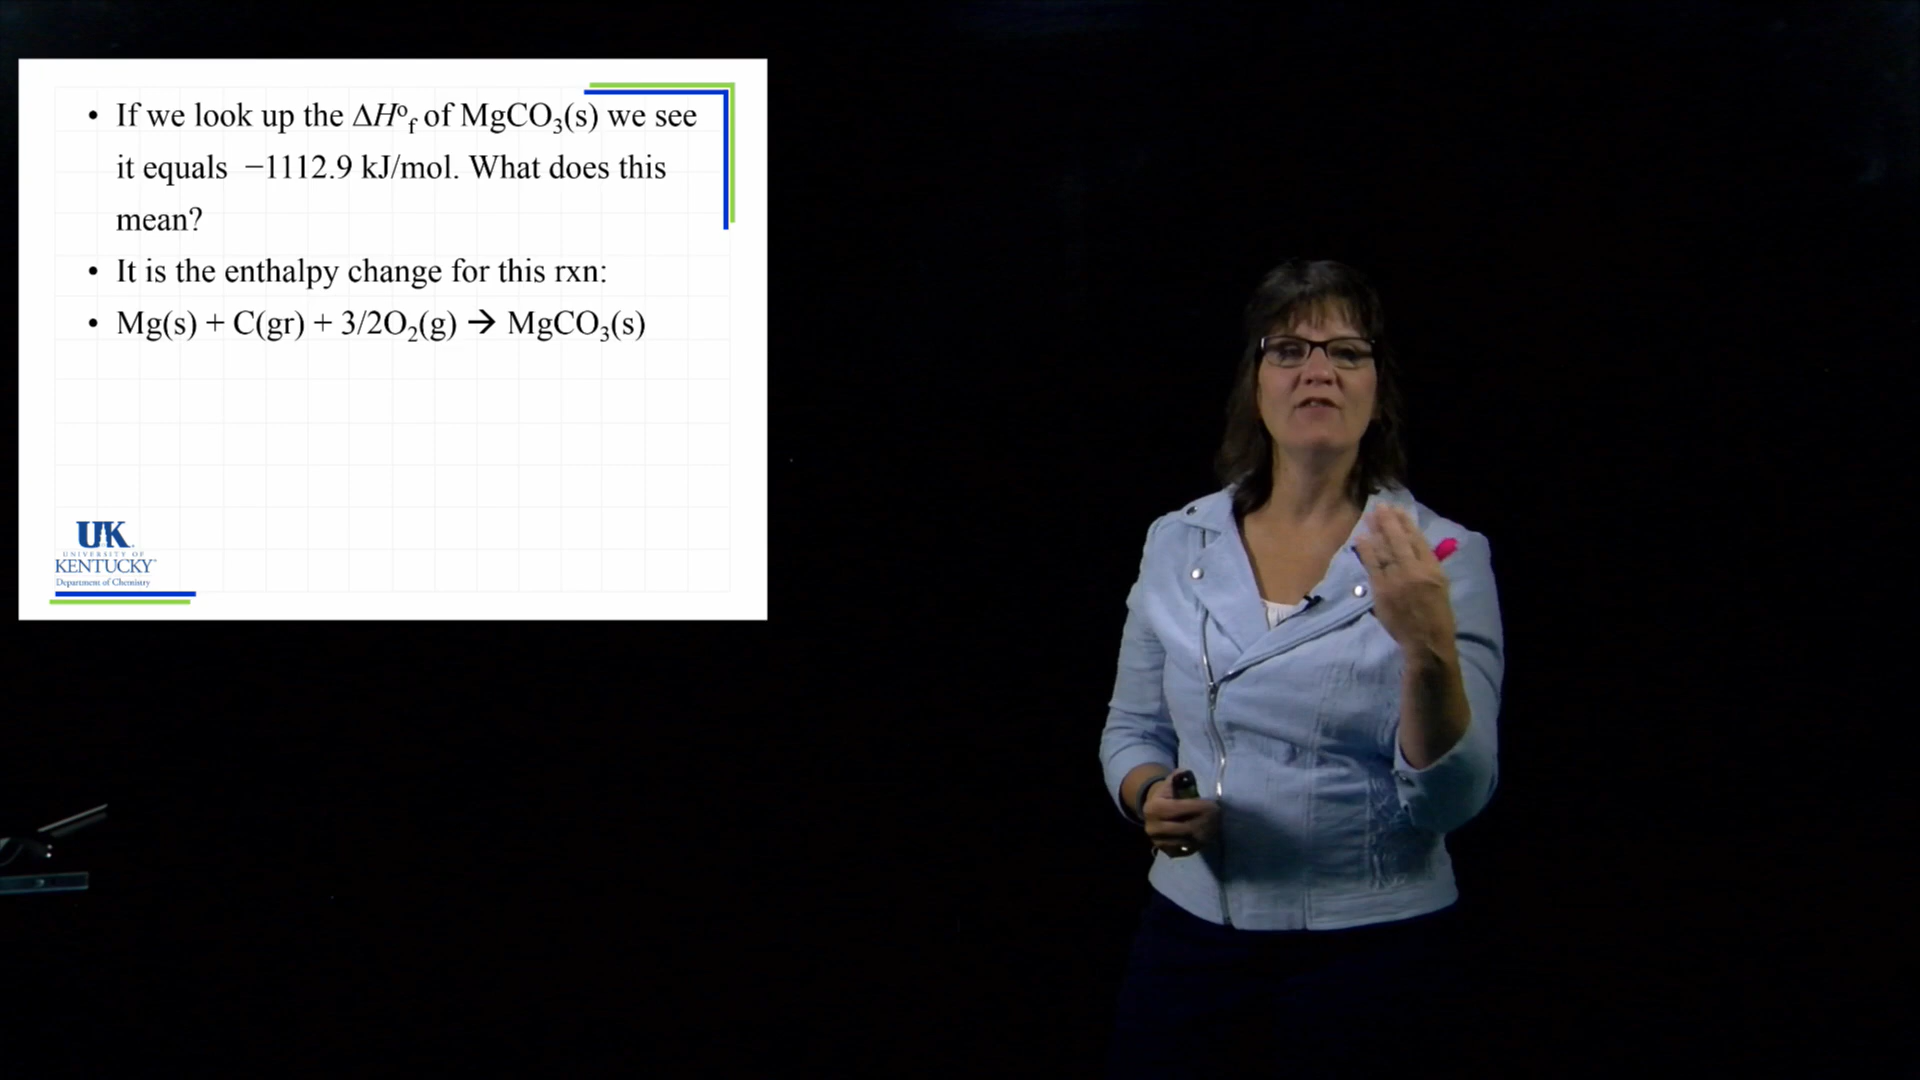 • If we look up the ΔH°f of MgCO₃(s) we see
it equals −1112.9 kJ/mol. What does this
mean?
• It is the enthalpy change for this rxn:
• Mg(s) + C(gr) + 3/2O₂(g) → MgCO₃(s)
UK
UNIVERSITY OF
KENTUCKY
Department of Chemistry